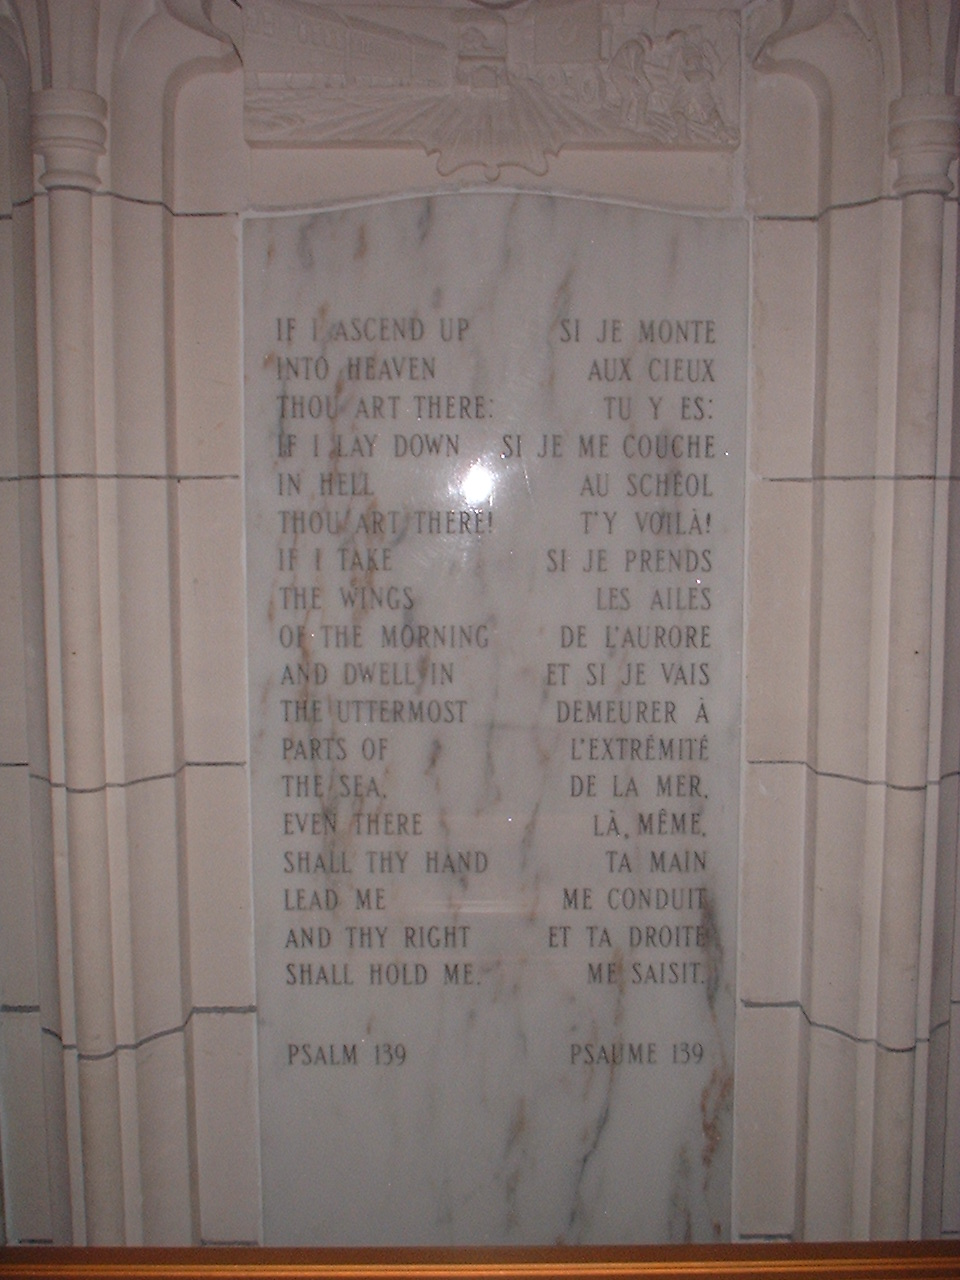 IF I ASCEND UP
INTO HEAVEN
THOU ART THERE:
IF I LAY DOWN
IN HELL
THOU ART THERE!
IF I TAKE
THE WINGS
OF THE MORNING
AND DWELL IN
THE UTTERMOST
PARTS OF
THE SEA,
EVEN THERE
SHALL THY HAND
LEAD ME
AND THY RIGHT
SHALL HOLD ME.
PSALM 139
SI JE MONTE
AUX CIEUX
TU Y ES:
SI JE ME COUCHE
AU SCHÉOL
T'Y VOILÀ!
SI JE PRENDS
LES AILES
DE L'AURORE
ET SI JE VAIS
DEMEURER À
L'EXTRÉMITÉ
DE LA MER,
LÀ, MÊME,
TA MAIN
ME CONDUIT
ET TA DROITE
ME SAISIT.
PSAUME 139